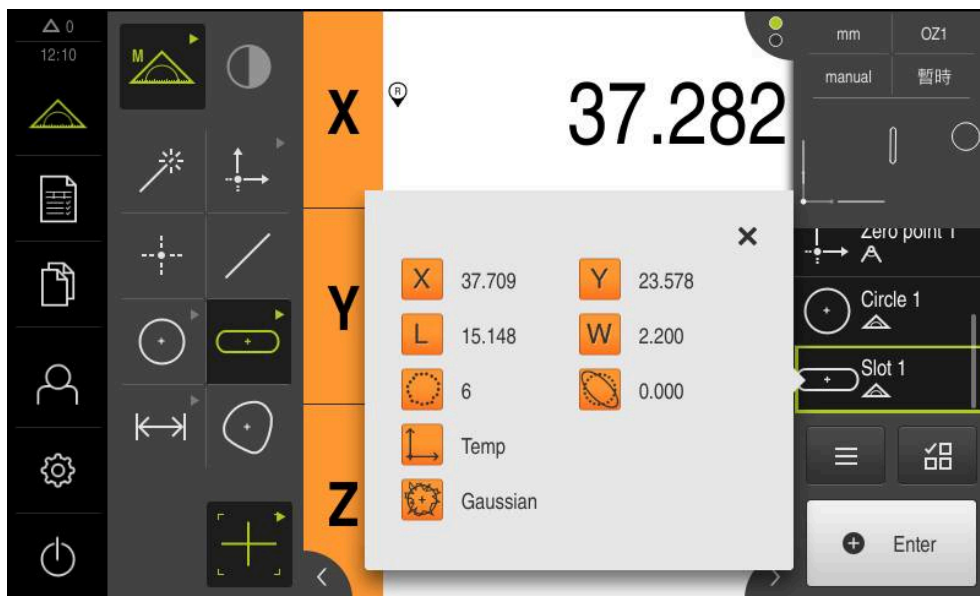 0
12:10
M
X
R
37.282
mm
OZ1
manual
暫時
Y
Z
X
37.709
Y
23.578
L
15.148
W
2.200
6
0.000
Temp
Gaussian
Zero point 1
Circle 1
Slot 1
Enter